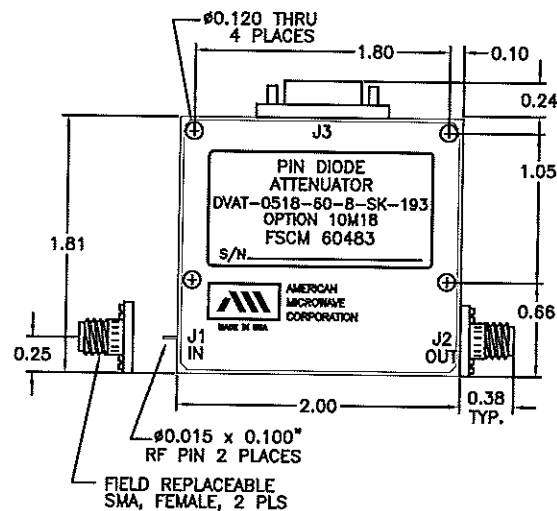 ø0.120 THRU
4 PLACES
1.80
0.10
0.24
J3
PIN DIODE
ATTENUATOR
DVAT-0518-60-8-SK-193
OPTION 10M18
FSCM 60483
S/N
1.05
1.81
AMERICAN
MICROWAVE
CORPORATION
MADE IN USA
0.66
J1
IN
J2
OUT
0.25
2.00
0.38
TYP.
ø0.015 x 0.100"
RF PIN 2 PLACES
FIELD REPLACEABLE
SMA, FEMALE, 2 PLS